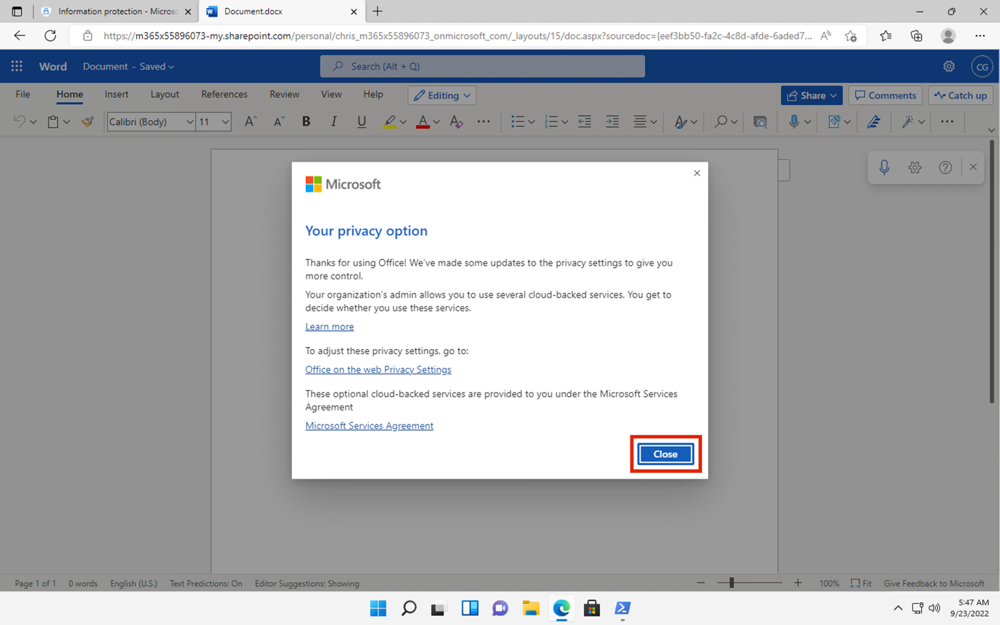 Information protection - Microsc
Document.docx
https://m365x55896073-my.sharepoint.com/personal/chris_m365x55896073_onmicrosoft_com/_layouts/15/doc.aspx?sourcedoc={eef3bb50-fa2c-4c8d-afde-6aded7...
Word Document - Saved
Search (Alt + Q)
CG
File Home Insert Layout References Review View Help Editing Share Comments Catch up
Calibri (Body) 11 A^ A˅ B I U A A
Microsoft
Your privacy option
Thanks for using Office! We've made some updates to the privacy settings to give you
more control.
Your organization's admin allows you to use several cloud-backed services. You get to
decide whether you use these services.
Learn more
To adjust these privacy settings, go to:
Office on the web Privacy Settings
These optional cloud-backed services are provided to you under the Microsoft Services
Agreement
Microsoft Services Agreement
Close
Page 1 of 1 0 words English (U.S.) Text Predictions: On Editor Suggestions: Showing 100% Fit Give Feedback to Microsoft
5:47 AM
9/23/2022